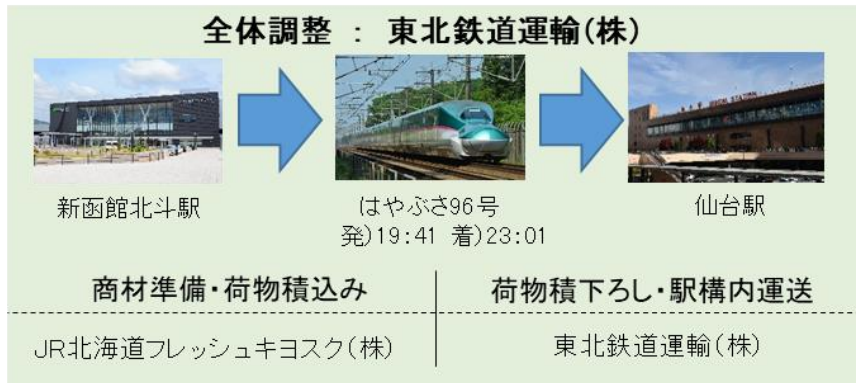 全体調整 : 東北鉄道運輸(株)
新函館北斗駅
はやぶさ96号
発)19:41 着)23:01
仙台駅
商材準備・荷物積込み
荷物積下ろし・駅構内運送
JR北海道フレッシュキヨスク(株)
東北鉄道運輸(株)